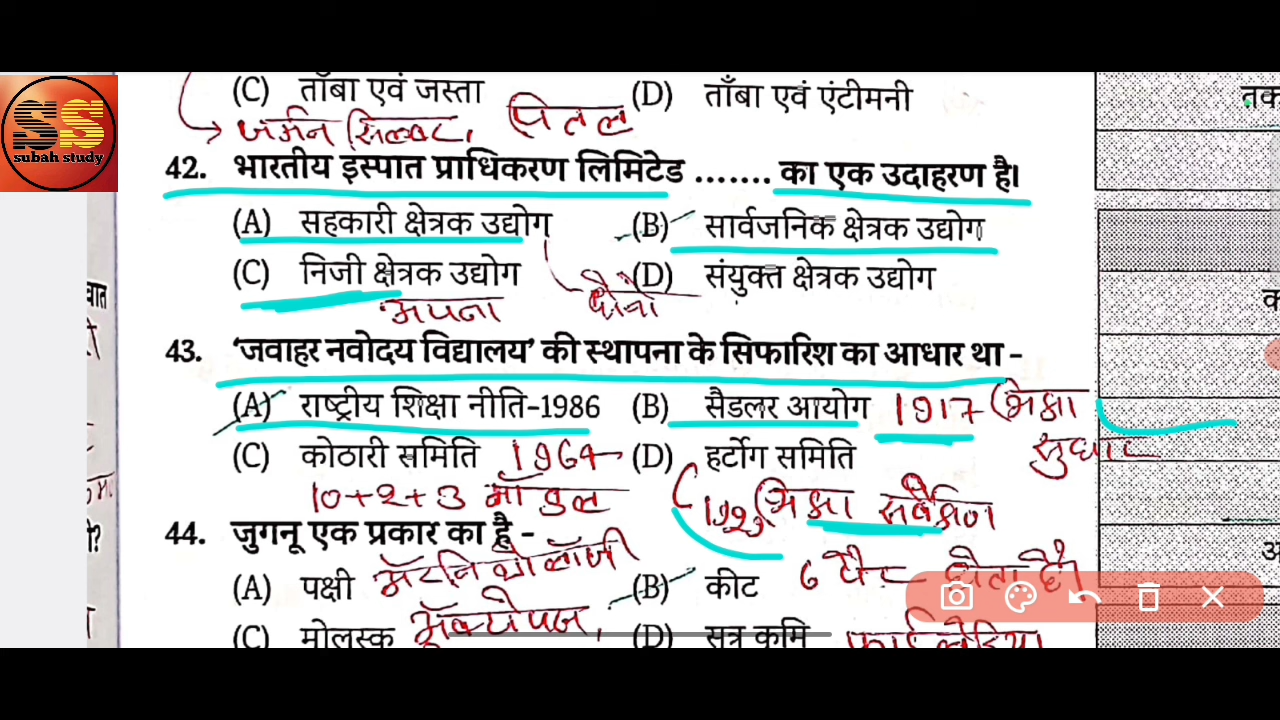 (C) ताँबा एवं जस्ता (D) ताँबा एवं एंटीमनी
जर्मन सिल्वर, पितल
SS
subah study
42. भारतीय इस्पात प्राधिकरण लिमिटेड ....... का एक उदाहरण है।
(A) सहकारी क्षेत्रक उद्योग (B) सार्वजनिक क्षेत्रक उद्योग
(C) निजी क्षेत्रक उद्योग (D) संयुक्त क्षेत्रक उद्योग
अपना दोनो
43. 'जवाहर नवोदय विद्यालय' की स्थापना के सिफारिश का आधार था -
(A) राष्ट्रीय शिक्षा नीति-1986 (B) सैडलर आयोग 1917 शिक्षा
सुधार
(C) कोठारी समिति 1964 (D) हर्टोग समिति
10+2+3 मॉडुल शिक्षा सर्वेक्षण
44. जुगनू एक प्रकार का है -
(A) पक्षी (B) कीट 6 पैर होता है
(C) मोलस्क (D) सूत्र कृमि